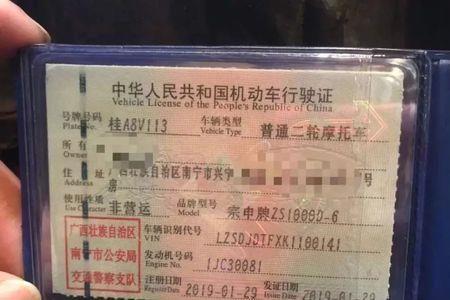 中华人民共和国机动车行驶证
Vehicle License of the People's Republic of China
号牌号码 桂A8V113 车辆类型 普通二轮摩托车
Plate No. Vehicle Type
所有
Owner
住 址 广西壮族自治区南宁市兴宁
Address 房
使用性质 非营运 品牌型号 宗申牌ZS1000D-6
Model
广西壮族自治区
南宁市公安局
交通警察支队
车辆识别代号 LZSDJDTFXK1100141
VIN
发动机号码 1JC30081
Engine No.
注册日期 2019-01-29 发证日期 2019-01-29
Register Date Issue Date